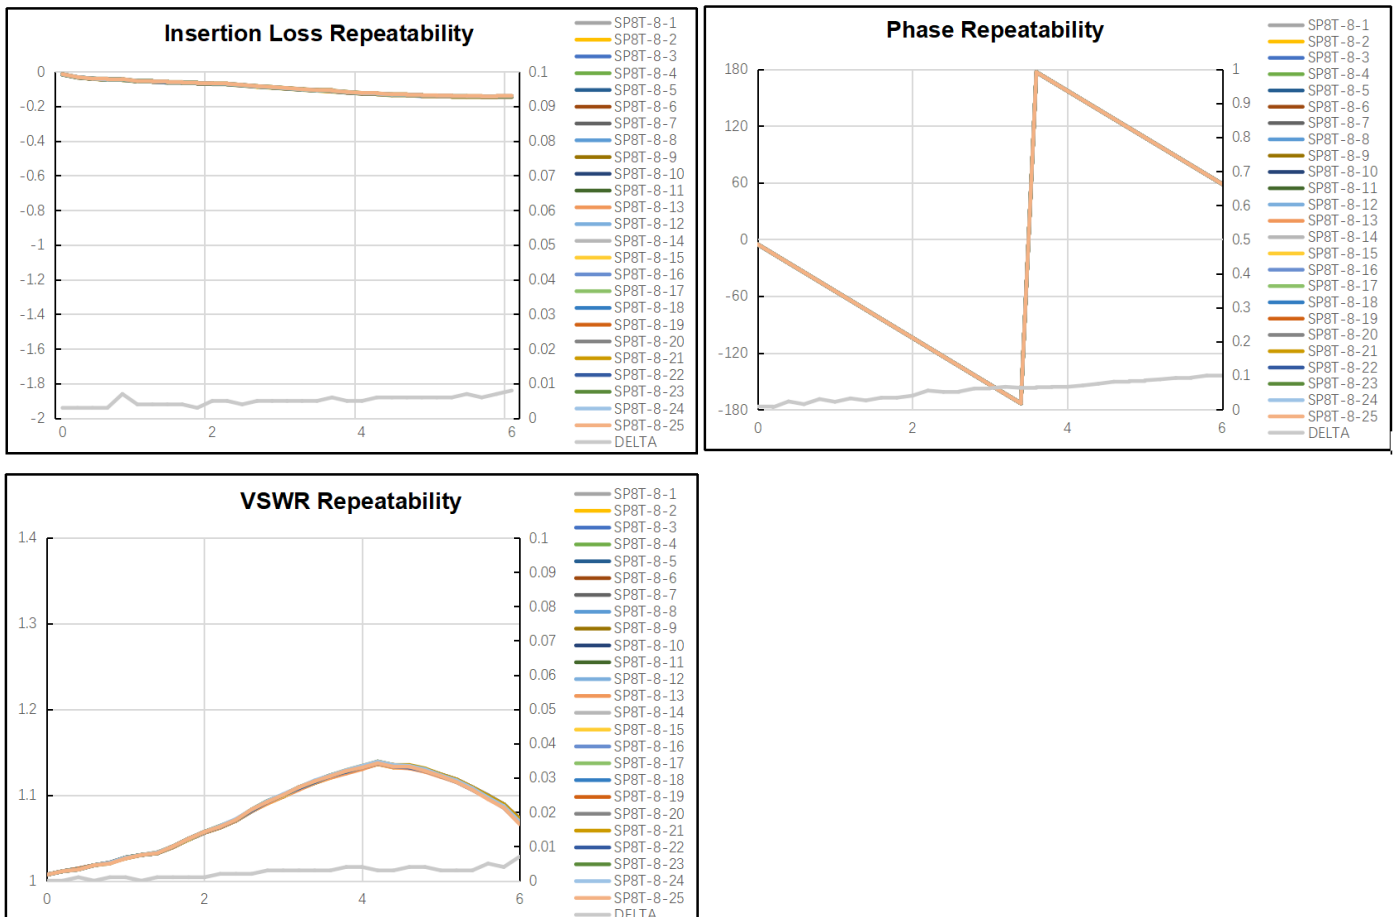 Insertion Loss Repeatability
0
-0.2
-0.4
-0.6
-0.8
-1
-1.2
-1.4
-1.6
-1.8
-2
0.1
0.09
0.08
0.07
0.06
0.05
0.04
0.03
0.02
0.01
0
0 2 4 6
SP8T-8-1
SP8T-8-2
SP8T-8-3
SP8T-8-4
SP8T-8-5
SP8T-8-6
SP8T-8-7
SP8T-8-8
SP8T-8-9
SP8T-8-10
SP8T-8-11
SP8T-8-13
SP8T-8-12
SP8T-8-14
SP8T-8-15
SP8T-8-16
SP8T-8-17
SP8T-8-18
SP8T-8-19
SP8T-8-20
SP8T-8-21
SP8T-8-22
SP8T-8-23
SP8T-8-24
SP8T-8-25
DELTA
Phase Repeatability
180
120
60
0
-60
-120
-180
1
0.9
0.8
0.7
0.6
0.5
0.4
0.3
0.2
0.1
0
0 2 4 6
SP8T-8-1
SP8T-8-2
SP8T-8-3
SP8T-8-4
SP8T-8-5
SP8T-8-6
SP8T-8-7
SP8T-8-8
SP8T-8-9
SP8T-8-10
SP8T-8-11
SP8T-8-12
SP8T-8-13
SP8T-8-14
SP8T-8-15
SP8T-8-16
SP8T-8-17
SP8T-8-18
SP8T-8-19
SP8T-8-20
SP8T-8-21
SP8T-8-22
SP8T-8-23
SP8T-8-24
SP8T-8-25
DELTA
VSWR Repeatability
1.4
1.3
1.2
1.1
1
0.1
0.09
0.08
0.07
0.06
0.05
0.04
0.03
0.02
0.01
0
0 2 4 6
SP8T-8-1
SP8T-8-2
SP8T-8-3
SP8T-8-4
SP8T-8-5
SP8T-8-6
SP8T-8-7
SP8T-8-8
SP8T-8-9
SP8T-8-10
SP8T-8-11
SP8T-8-12
SP8T-8-13
SP8T-8-14
SP8T-8-15
SP8T-8-16
SP8T-8-17
SP8T-8-18
SP8T-8-19
SP8T-8-20
SP8T-8-21
SP8T-8-22
SP8T-8-23
SP8T-8-24
SP8T-8-25
DELTA